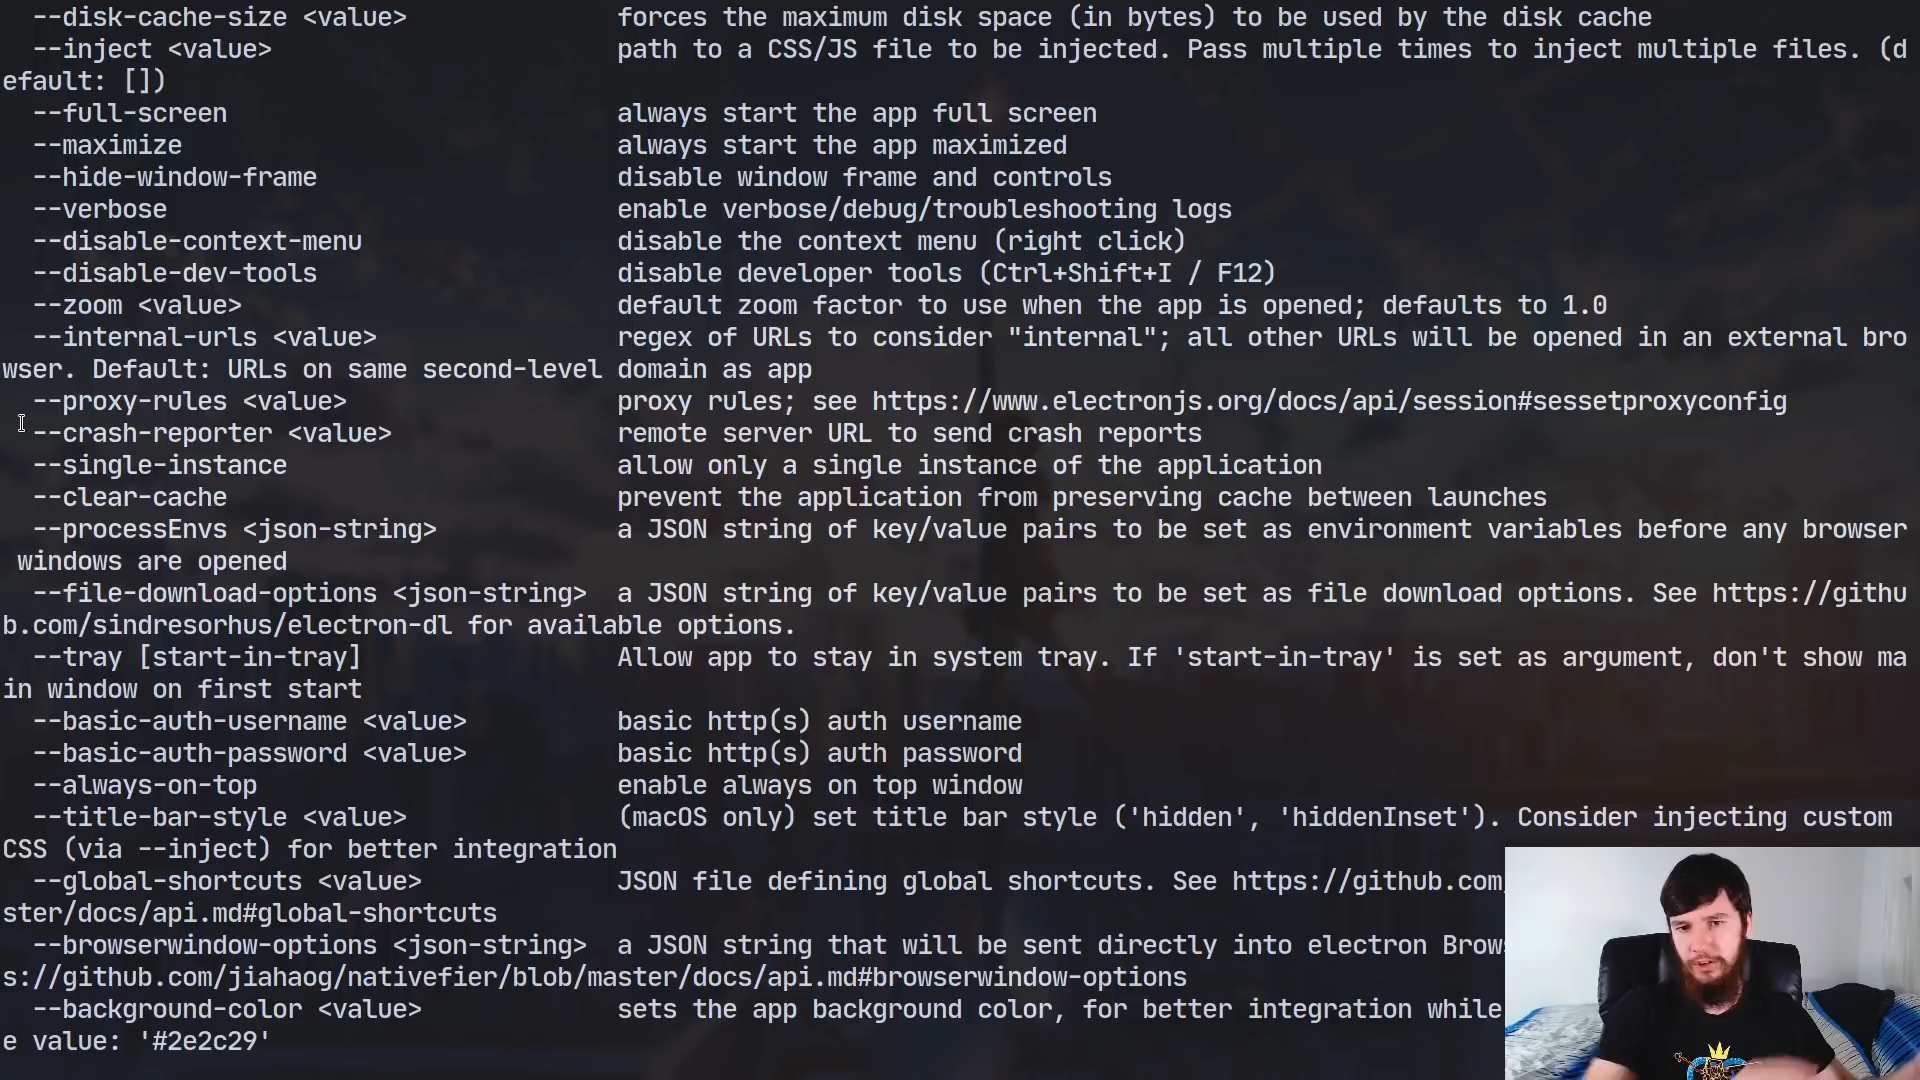 --disk-cache-size <value> forces the maximum disk space (in bytes) to be used by the disk cache
--inject <value> path to a CSS/JS file to be injected. Pass multiple times to inject multiple files. (d
efault: [])
--full-screen always start the app full screen
--maximize always start the app maximized
--hide-window-frame disable window frame and controls
--verbose enable verbose/debug/troubleshooting logs
--disable-context-menu disable the context menu (right click)
--disable-dev-tools disable developer tools (Ctrl+Shift+I / F12)
--zoom <value> default zoom factor to use when the app is opened; defaults to 1.0
--internal-urls <value> regex of URLs to consider "internal"; all other URLs will be opened in an external bro
wser. Default: URLs on same second-level domain as app
--proxy-rules <value> proxy rules; see https://www.electronjs.org/docs/api/session#sessetproxyconfig
--crash-reporter <value> remote server URL to send crash reports
--single-instance allow only a single instance of the application
--clear-cache prevent the application from preserving cache between launches
--processEnvs <json-string> a JSON string of key/value pairs to be set as environment variables before any browser
windows are opened
--file-download-options <json-string> a JSON string of key/value pairs to be set as file download options. See https://githu
b.com/sindresorhus/electron-dl for available options.
--tray [start-in-tray] Allow app to stay in system tray. If 'start-in-tray' is set as argument, don't show ma
in window on first start
--basic-auth-username <value> basic http(s) auth username
--basic-auth-password <value> basic http(s) auth password
--always-on-top enable always on top window
--title-bar-style <value> (macOS only) set title bar style ('hidden', 'hiddenInset'). Consider injecting custom
CSS (via --inject) for better integration
--global-shortcuts <value> JSON file defining global shortcuts. See https://github.com
ster/docs/api.md#global-shortcuts
--browserwindow-options <json-string> a JSON string that will be sent directly into electron Brow
s://github.com/jiahaog/nativefier/blob/master/docs/api.md#browserwindow-options
--background-color <value> sets the app background color, for better integration while
e value: '#2e2c29'